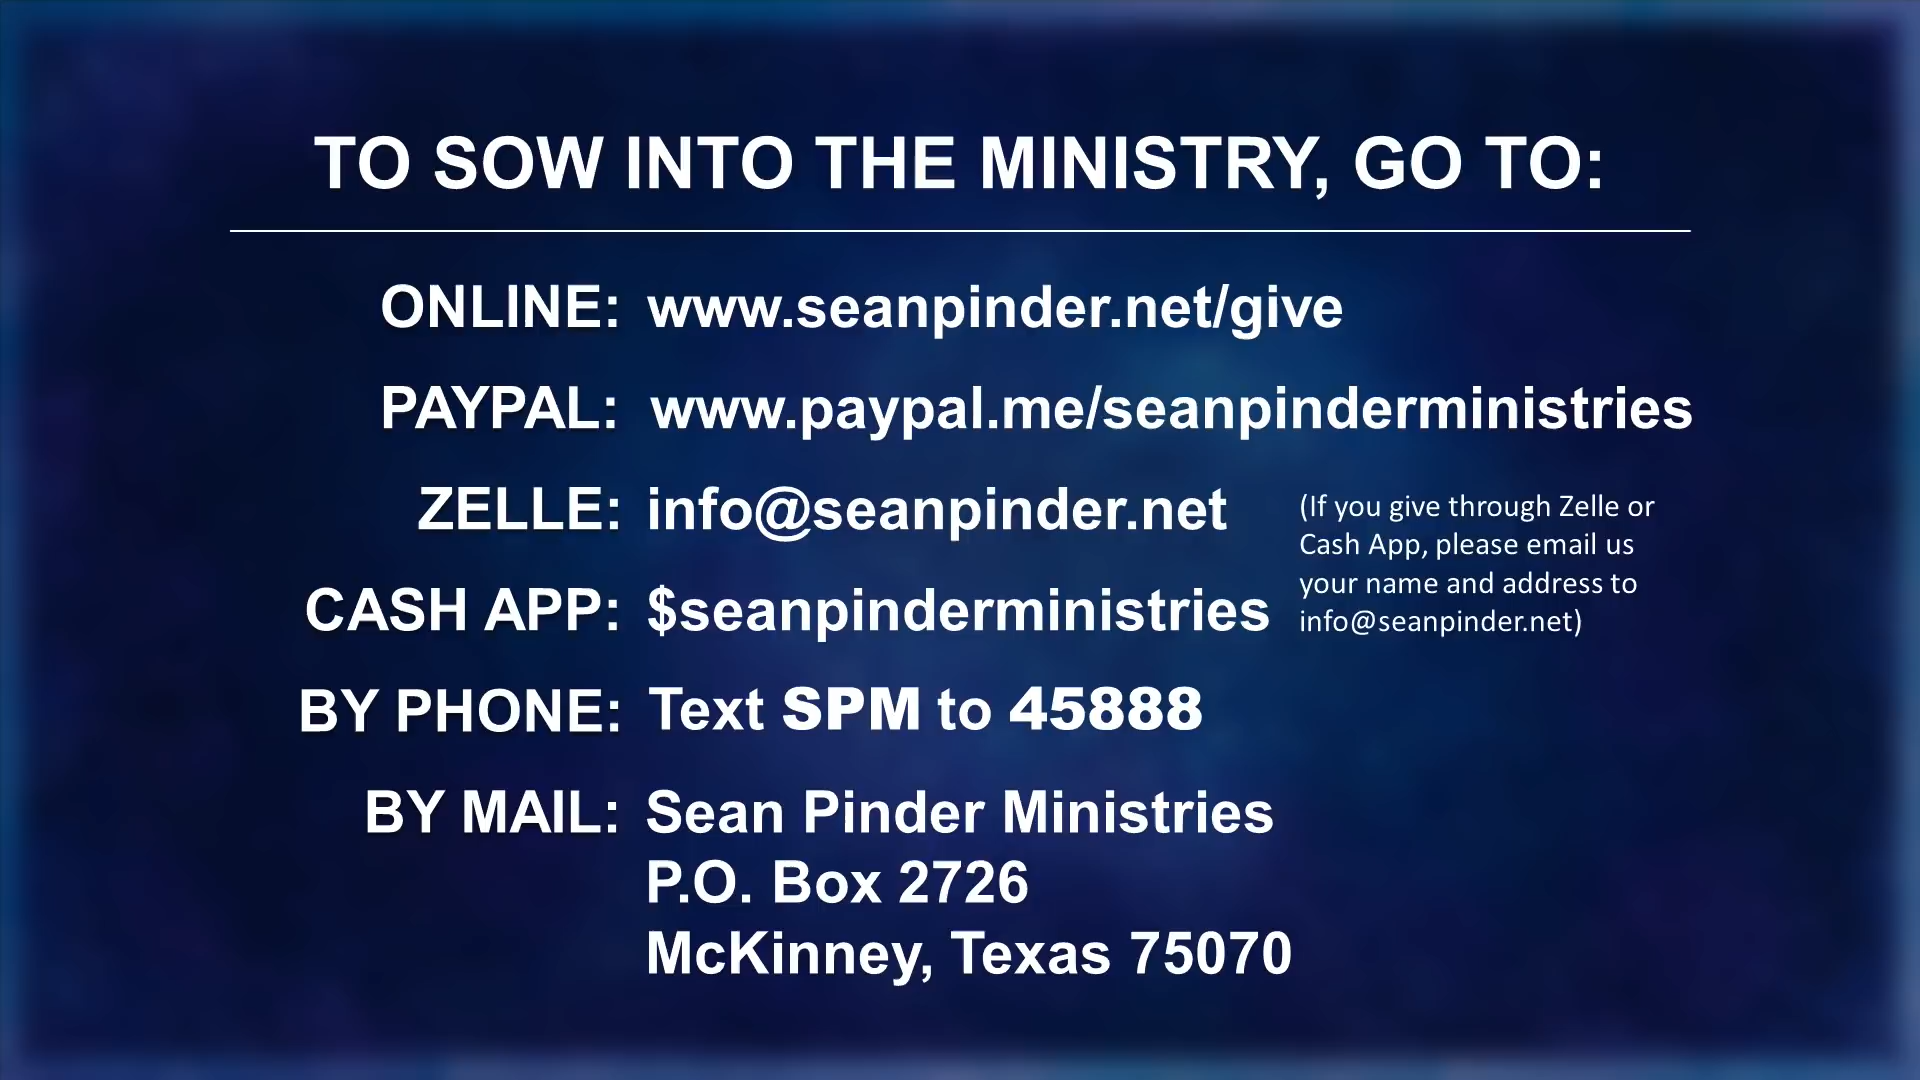 TO SOW INTO THE MINISTRY, GO TO:
ONLINE: www.seanpinder.net/give
PAYPAL: www.paypal.me/seanpinderministries
ZELLE: info@seanpinder.net
CASH APP: $seanpinderministries
(If you give through Zelle or
Cash App, please email us
your name and address to
info@seanpinder.net)
BY PHONE: Text SPM to 45888
BY MAIL: Sean Pinder Ministries
P.O. Box 2726
McKinney, Texas 75070